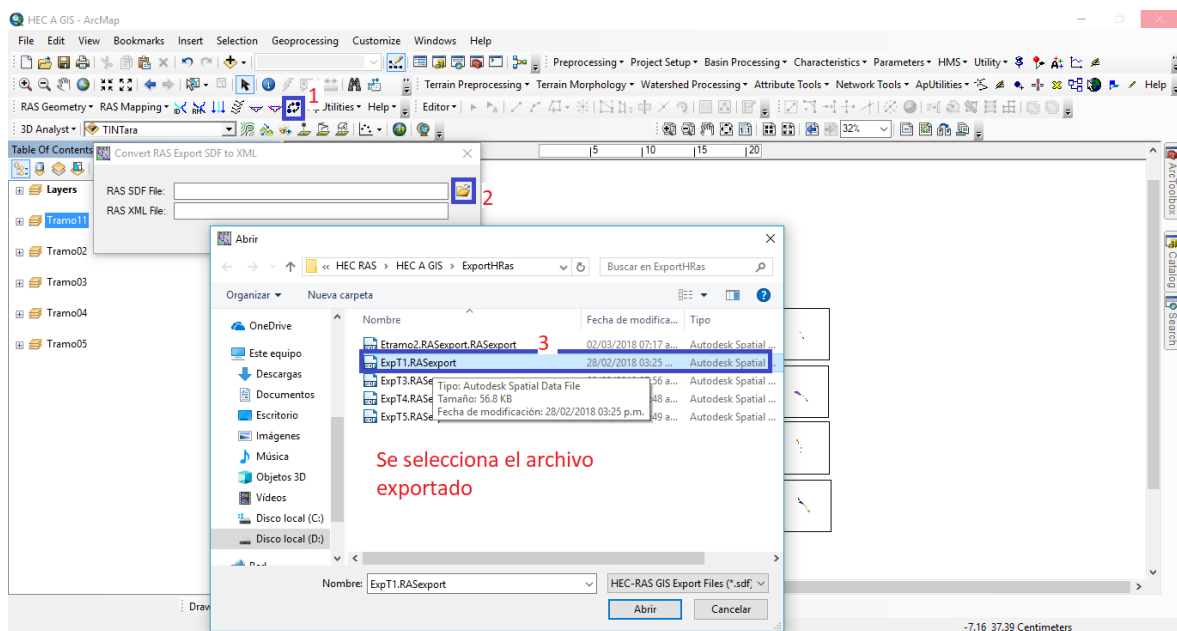 HEC A GIS - ArcMap
File Edit View Bookmarks Insert Selection Geoprocessing Customize Windows Help
Preprocessing Project Setup Basin Processing Characteristics Parameters HMS Utility
Terrain Preprocessing Terrain Morphology Watershed Processing Attribute Tools Network Tools ApUtilities Help
RAS Geometry RAS Mapping 1 Utilities Help Editor
3D Analyst TINTara 32%
Table Of Contents
Convert RAS Export SDF to XML
5 10 15 20
ArcToolbox
Catalog
Search
Layers
RAS SDF File: 2
RAS XML File:
Tramo11
Tramo02
Tramo03
Tramo04
Tramo05
Abrir
« HEC RAS > HEC A GIS > ExportHRas
Buscar en ExportHRas
Organizar Nueva carpeta
Nombre Fecha de modifica... Tipo
OneDrive
Este equipo
Descargas
Documentos
Escritorio
Imágenes
Música
Objetos 3D
Vídeos
Disco local (C:)
Disco local (D:)
Etramo2.RASexport.RASexport 3 02/03/2018 07:17 a... Autodesk Spatial ...
ExpT1.RASexport 28/02/2018 03:25 ... Autodesk Spatial ...
ExpT3.RASe 56 a... Autodesk Spatial ...
ExpT4.RASe 48 a... Autodesk Spatial ...
ExpT5.RASe 49 a... Autodesk Spatial ...
Tipo: Autodesk Spatial Data File
Tamaño: 56.8 KB
Fecha de modificación: 28/02/2018 03:25 p.m.
Se selecciona el archivo
exportado
Nombre: ExpT1.RASexport HEC-RAS GIS Export Files (*.sdf)
Abrir Cancelar
Draw
-7.16 37.39 Centimeters